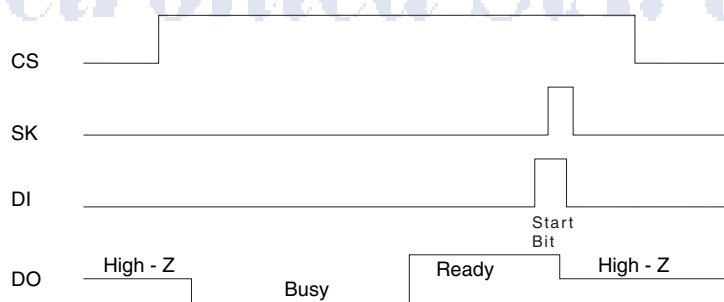 CS
SK
DI
Start
Bit
DO
High - Z
Busy
Ready
High - Z